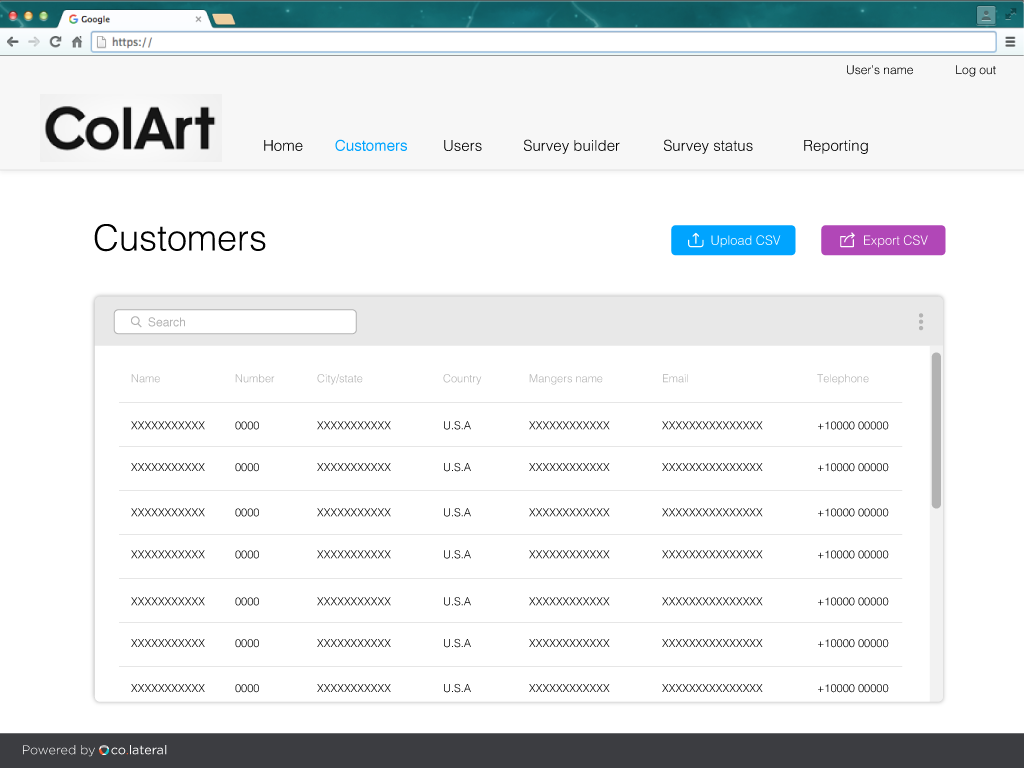 Google
https://
User's name Log out
ColArt
Home Customers Users Survey builder Survey status Reporting
Customers
Upload CSV Export CSV
Search
Name Number City/state Country Mangers name Email Telephone
XXXXXXXXXXX 0000 XXXXXXXXXXX U.S.A XXXXXXXXXXXX XXXXXXXXXXXXXXX +10000 00000
XXXXXXXXXXX 0000 XXXXXXXXXXX U.S.A XXXXXXXXXXXX XXXXXXXXXXXXXXX +10000 00000
XXXXXXXXXXX 0000 XXXXXXXXXXX U.S.A XXXXXXXXXXXX XXXXXXXXXXXXXXX +10000 00000
XXXXXXXXXXX 0000 XXXXXXXXXXX U.S.A XXXXXXXXXXXX XXXXXXXXXXXXXXX +10000 00000
XXXXXXXXXXX 0000 XXXXXXXXXXX U.S.A XXXXXXXXXXXX XXXXXXXXXXXXXXX +10000 00000
XXXXXXXXXXX 0000 XXXXXXXXXXX U.S.A XXXXXXXXXXXX XXXXXXXXXXXXXXX +10000 00000
XXXXXXXXXXX 0000 XXXXXXXXXXX U.S.A XXXXXXXXXXXX XXXXXXXXXXXXXXX +10000 00000
Powered by co.lateral